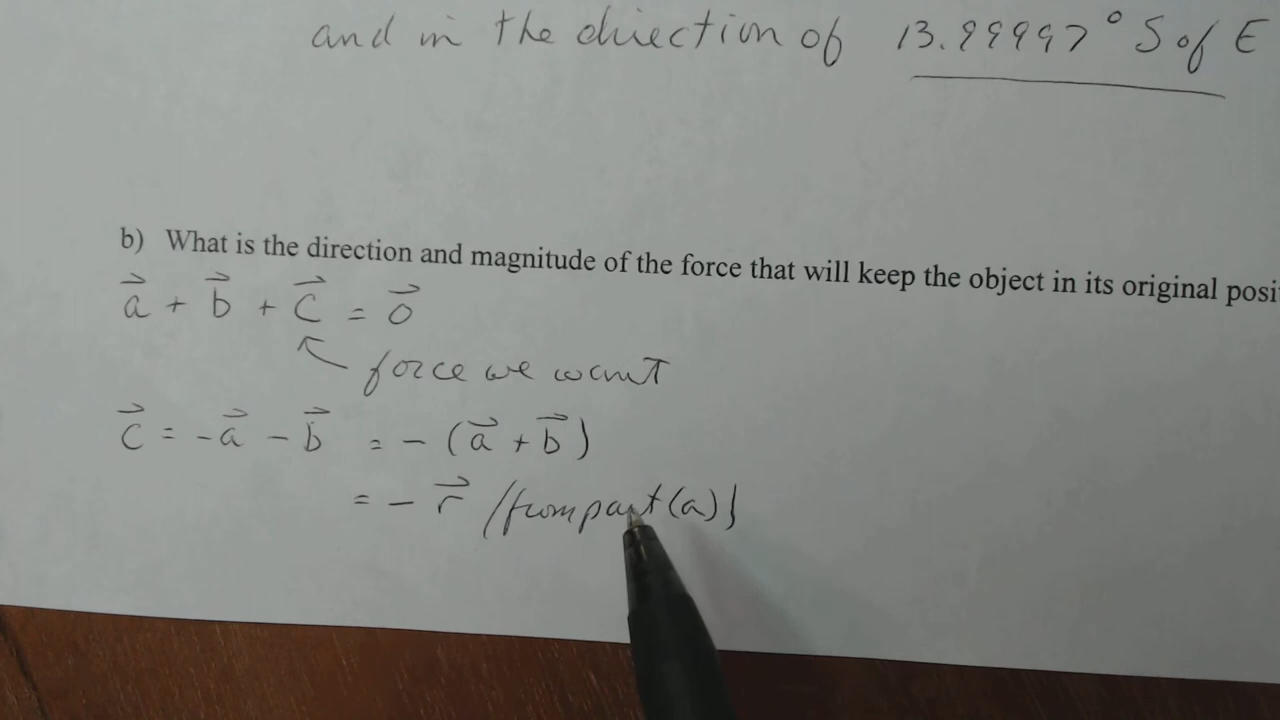 and in the direction of 13.99997° S of E
b) What is the direction and magnitude of the force that will keep the object in its original posi
a⃗ + b⃗ + c⃗ = 0⃗
force we want
c⃗ = -a⃗ - b⃗ = - (a⃗ + b⃗)
= - r⃗ (from part (a))